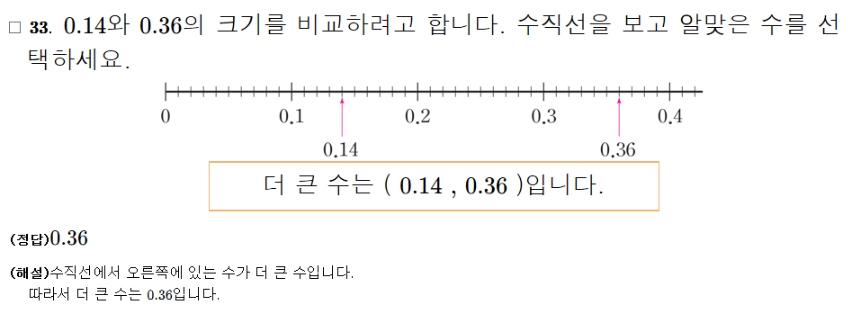 □ 33. 0.14와 0.36의 크기를 비교하려고 합니다. 수직선을 보고 알맞은 수를 선
택하세요.
0 0.1 0.2 0.3 0.4
0.14 0.36
더 큰 수는 ( 0.14 , 0.36 )입니다.
(정답)0.36
(해설)수직선에서 오른쪽에 있는 수가 더 큰 수입니다.
따라서 더 큰 수는 0.36입니다.